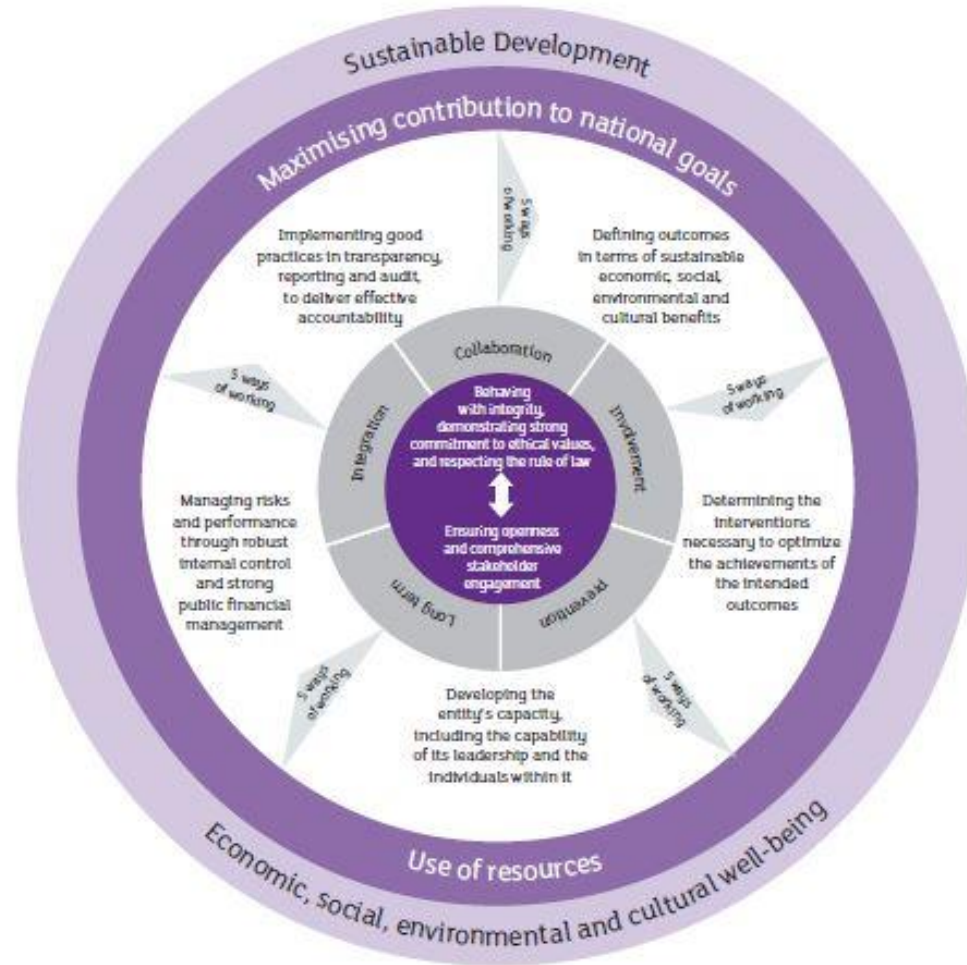 Sustainable Development
Maximising contribution to national goals
5 ways
of working
Implementing good
practices in transparency,
reporting and audit,
to deliver effective
accountability
Defining outcomes
in terms of sustainable
economic, social,
environmental and
cultural benefits
Collaboration
5 ways
of working
Integration
Behaving
with integrity,
demonstrating strong
commitment to ethical values,
and respecting the rule of law
Involvement
5 ways
of working
Managing risks
and performance
through robust
internal control
and strong
public financial
management
Ensuring openness
and comprehensive
stakeholder
engagement
Determining the
interventions
necessary to optimize
the achievements of
the intended
outcomes
Long term
prevention
5 ways
of working
Developing the
entity's capacity,
including the capability
of its leadership and the
individuals within it
5 ways
of working
Use of resources
Economic, social, environmental and cultural well-being